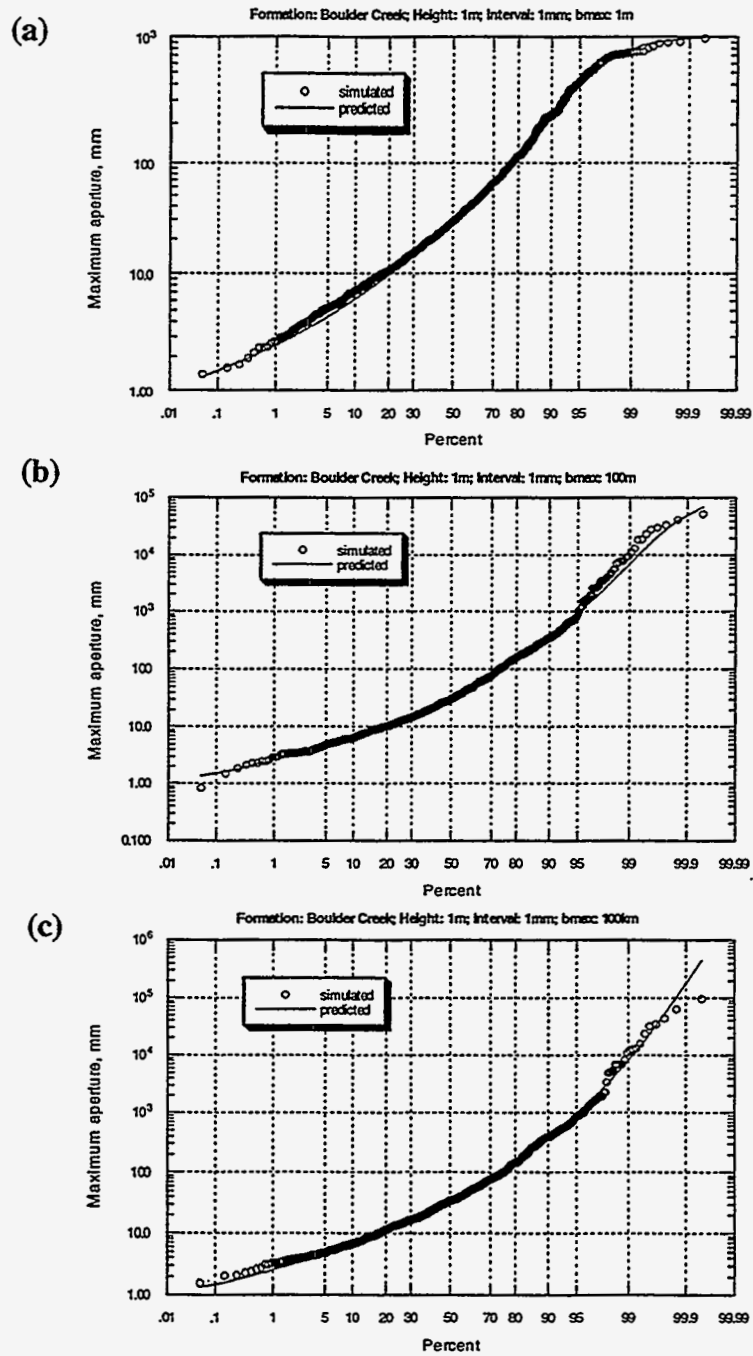 (a)
Formation: Boulder Creek; Height: 1m; Interval: 1mm; bmax: 1m
10³
100
10.0
1.00
Maximum aperture, mm
simulated
predicted
.01 .1 1 5 10 20 30 50 70 80 90 95 99 99.9 99.99
Percent
(b)
Formation: Boulder Creek; Height: 1m; Interval: 1mm; bmax: 100m
10⁵
10⁴
10³
100
10.0
1.00
0.100
Maximum aperture, mm
simulated
predicted
.01 .1 1 5 10 20 30 50 70 80 90 95 99 99.9 99.99
Percent
(c)
Formation: Boulder Creek; Height: 1m; Interval: 1mm; bmax: 100km
10⁶
10⁵
10⁴
10³
100
10.0
1.00
Maximum aperture, mm
simulated
predicted
.01 .1 1 5 10 20 30 50 70 80 90 95 99 99.9 99.99
Percent